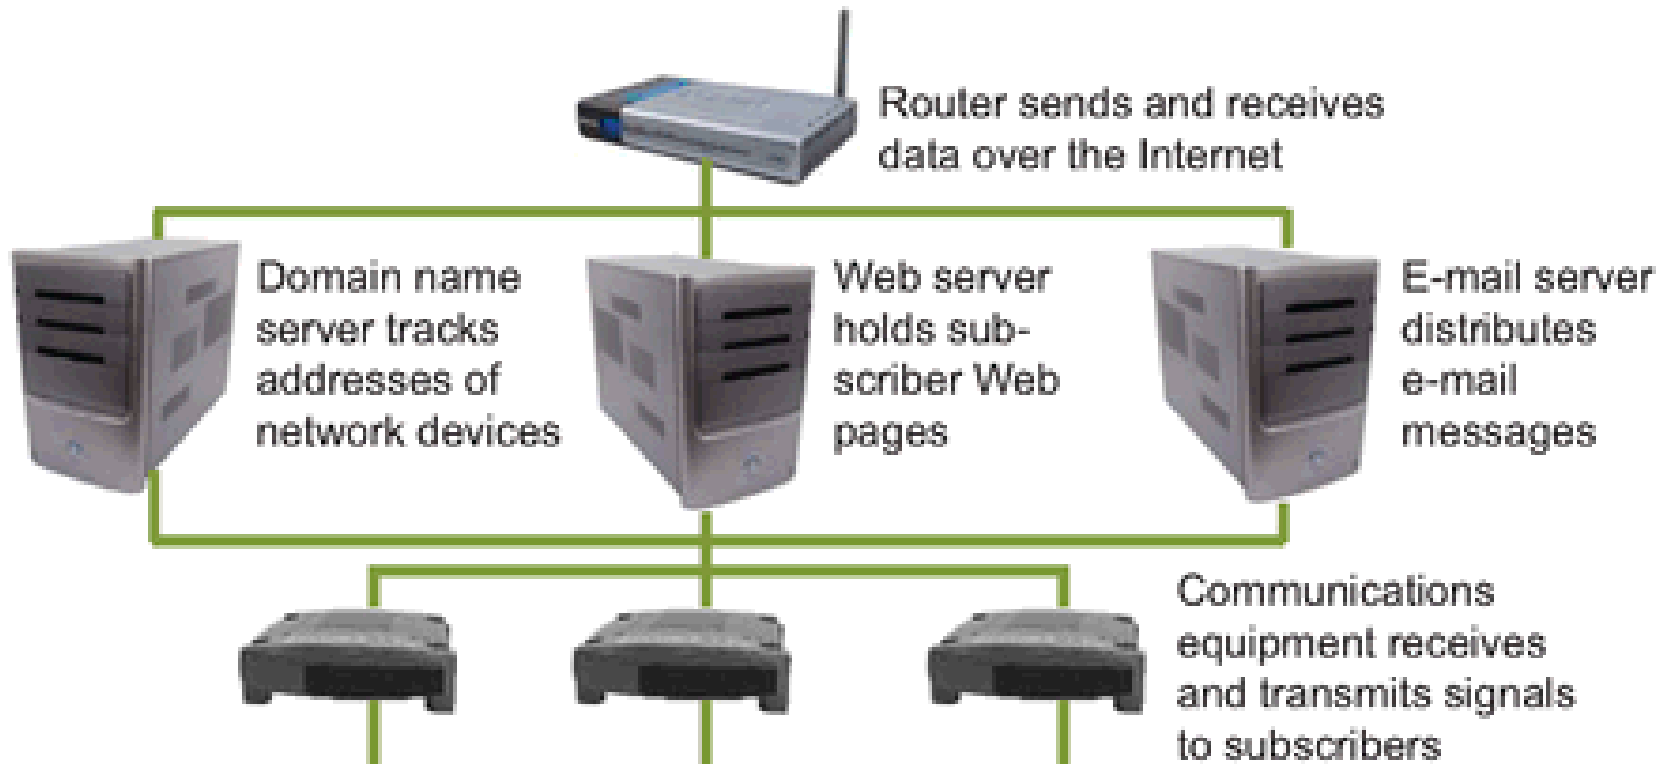 Router sends and receives
data over the Internet
Domain name
server tracks
addresses of
network devices
Web server
holds sub-
scriber Web
pages
E-mail server
distributes
e-mail
messages
Communications
equipment receives
and transmits signals
to subscribers